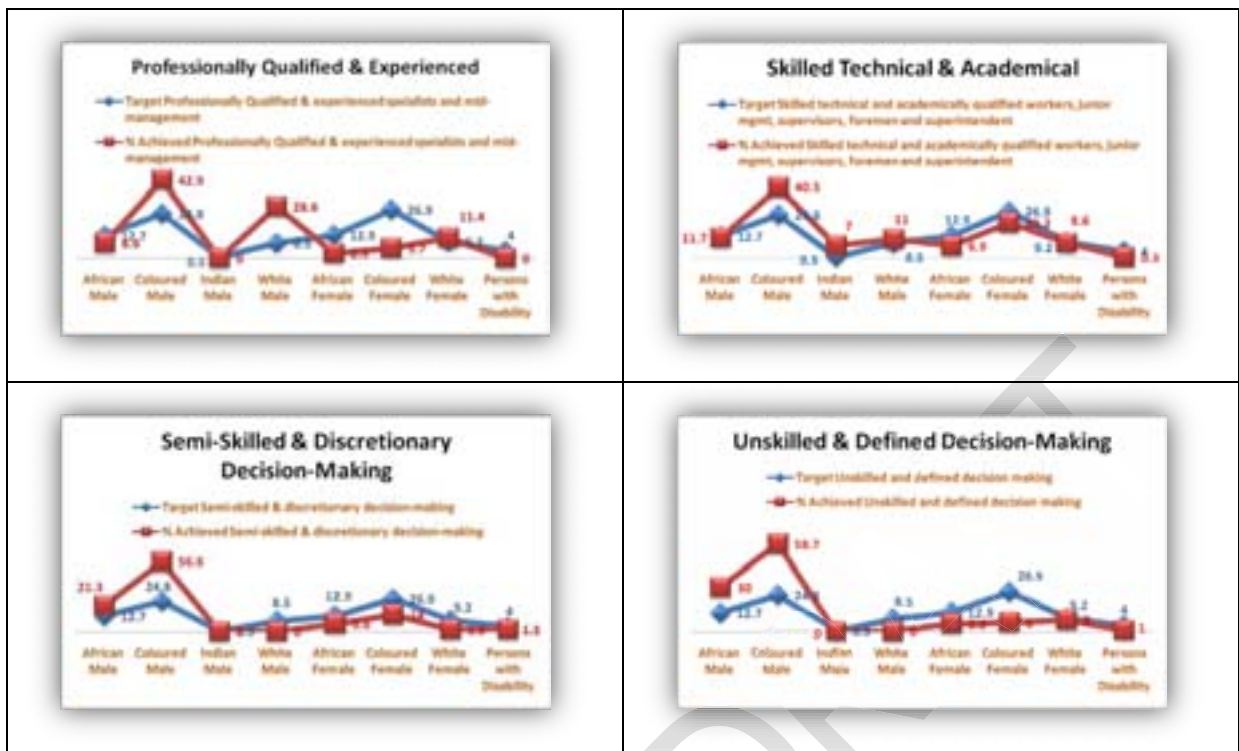 Professionally Qualified & Experienced
Target Professionally Qualified & experienced specialists and mid-
management
% Achieved Professionally Qualified & experienced specialists and mid-
management
42.9
28.6
26.9
12.9
11.4
4
0
African Coloured Indian White African Coloured White Persons
Male Male Male Male Female Female Female with
Disability
Skilled Technical & Academical
Target Skilled technical and academically qualified workers, junior
mgmt, supervisors, foremen and superintendent
% Achieved Skilled technical and academically qualified workers, junior
mgmt, supervisors, foremen and superintendent
40.5
11.7
12.7
7
11
8.5
12.9
6.9
26.9
9.2
8.6
African Coloured Indian White African Coloured White Persons
Male Male Male Male Female Female Female with
Disability
Semi-Skilled & Discretionary
Decision-Making
Target Semi-skilled & discretionary decision-making
% Achieved Semi-skilled & discretionary decision-making
21.3
12.7
56.6
24.8
8.5
12.9
26.9
9.2
4
1.8
African Coloured Indian White African Coloured White Persons
Male Male Male Male Female Female Female with
Disability
Unskilled & Defined Decision-Making
Target Unskilled and defined decision making
% Achieved Unskilled and defined decision making
30
12.7
58.7
0
8.5
12.9
26.9
9.2
4
1
African Coloured Indian White African Coloured White Persons
Male Male Male Male Female Female Female with
Disability